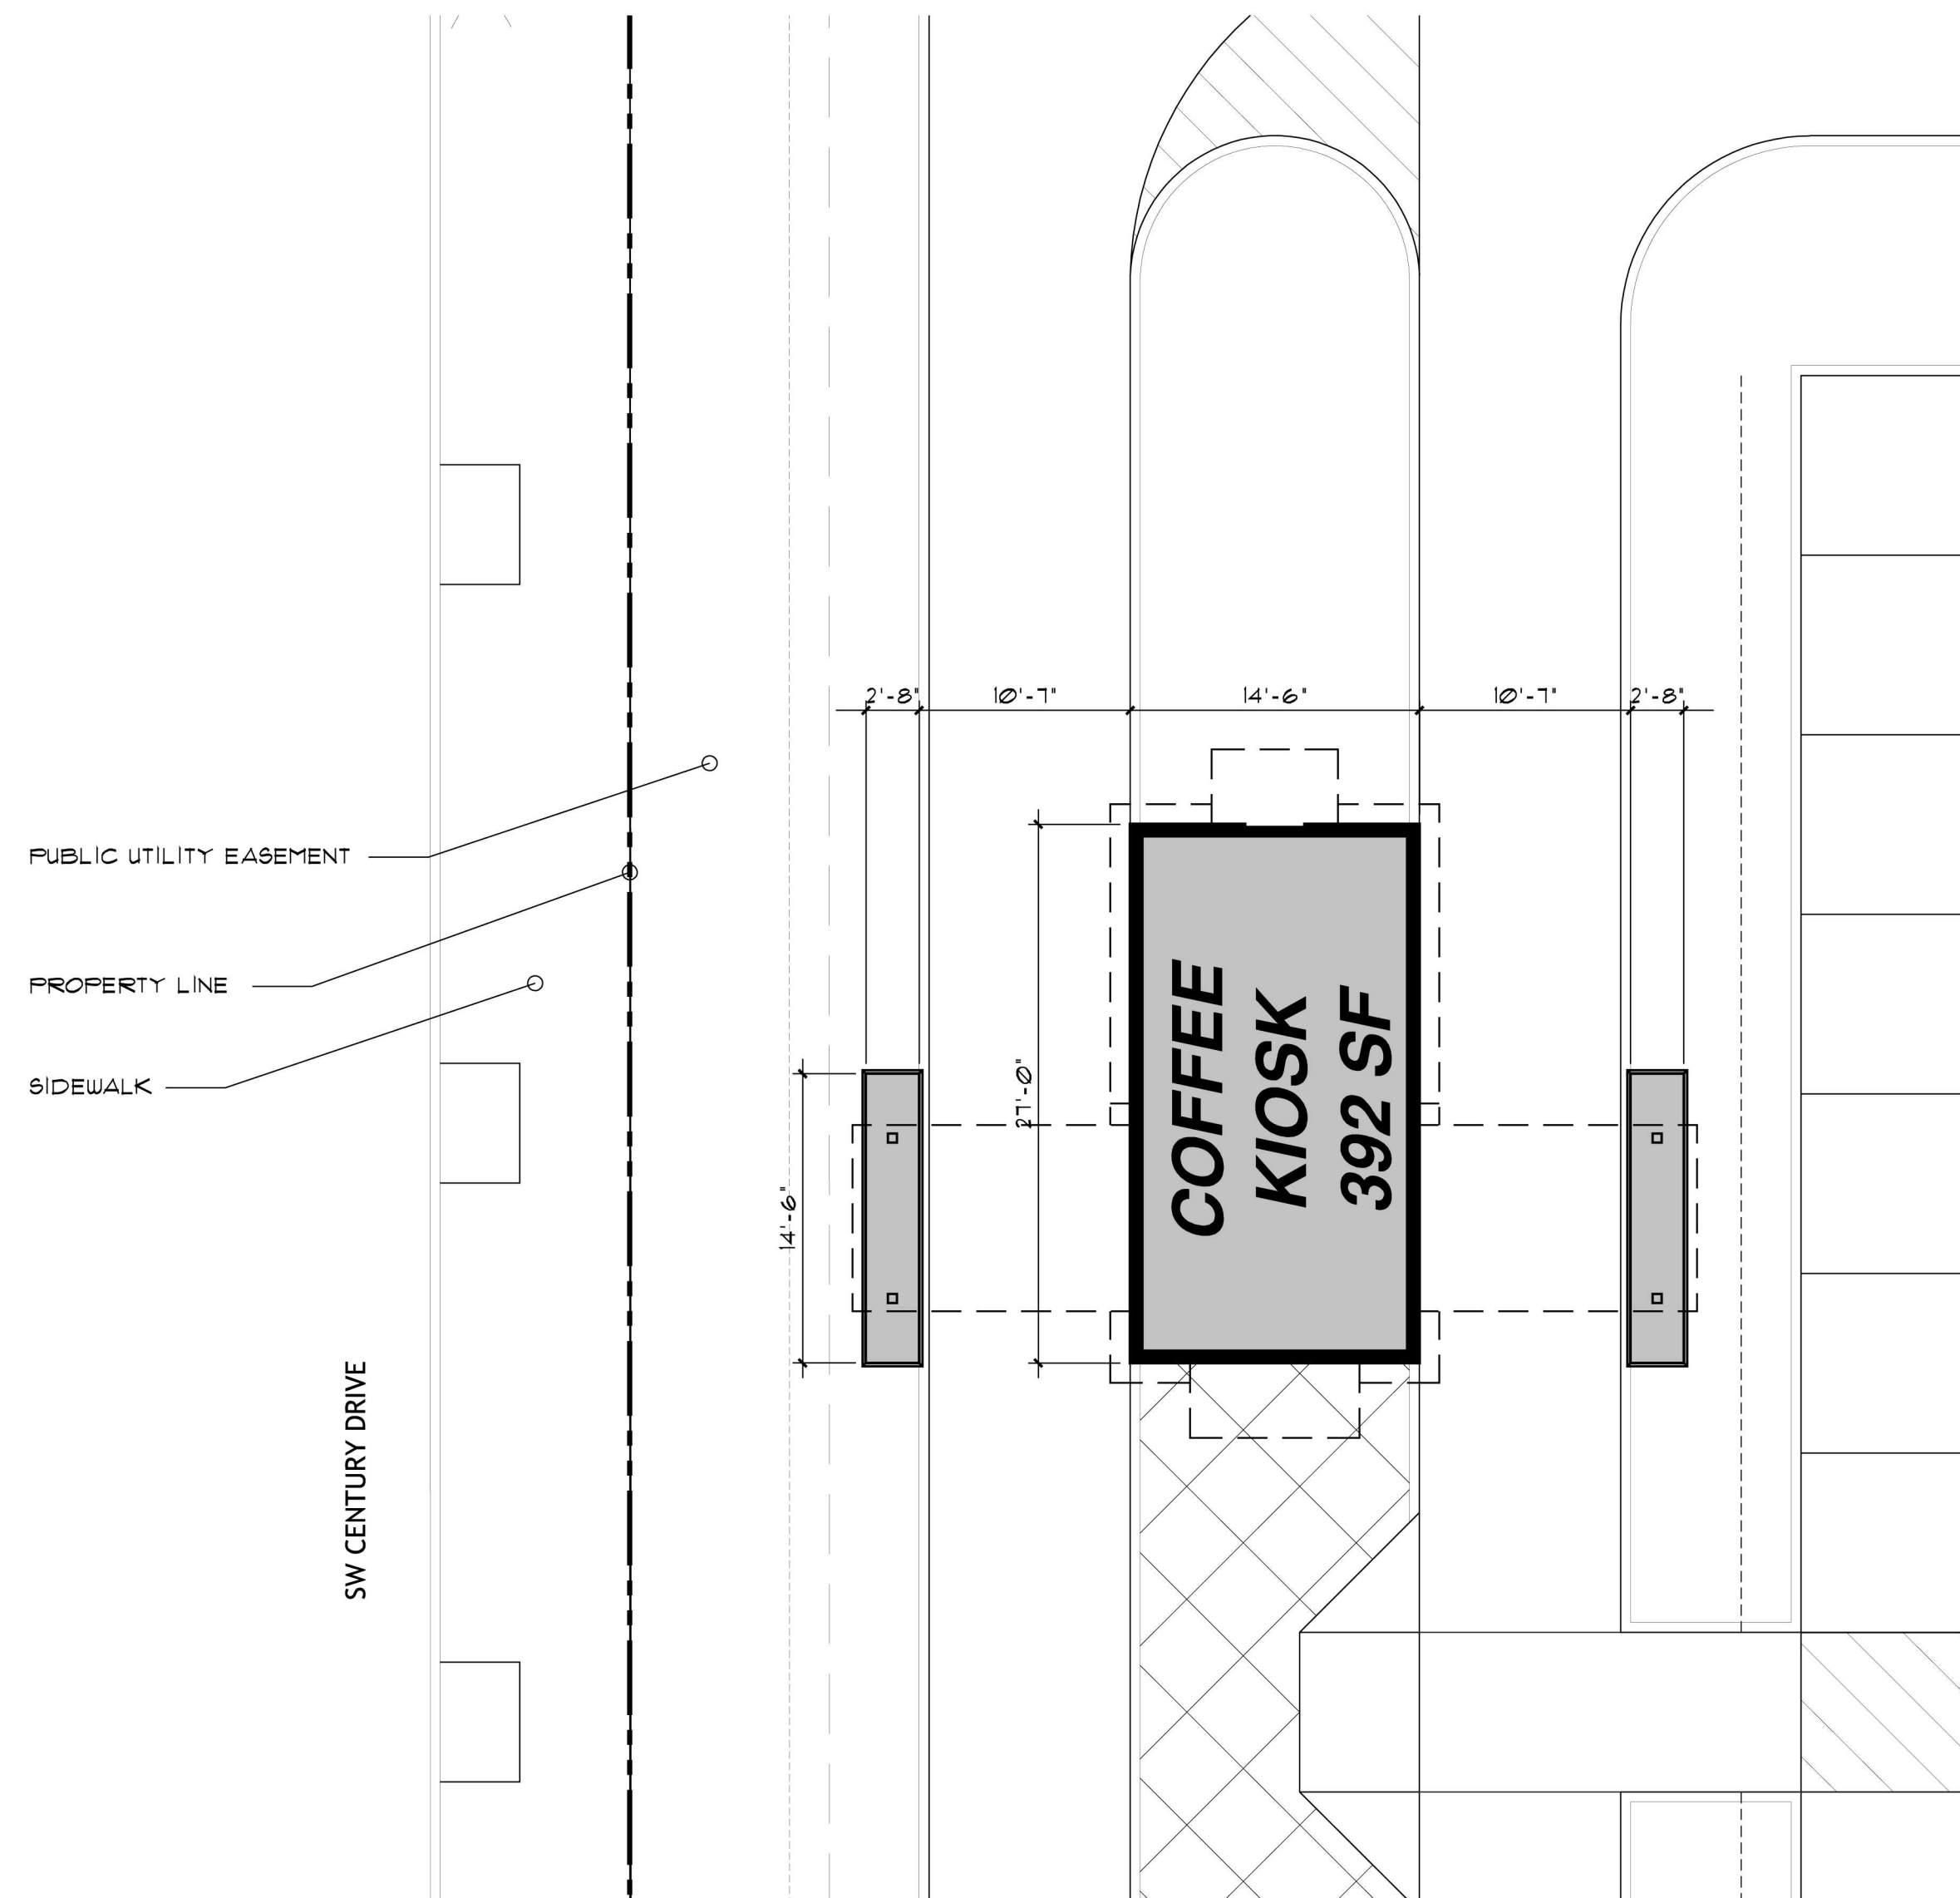 2'-8" 10'-7" 14'-6" 10'-7" 2'-8"
PUBLIC UTILITY EASEMENT
PROPERTY LINE
SIDEWALK
27'-0"
14'-6"
COFFEE
KIOSK
392 SF
SW CENTURY DRIVE